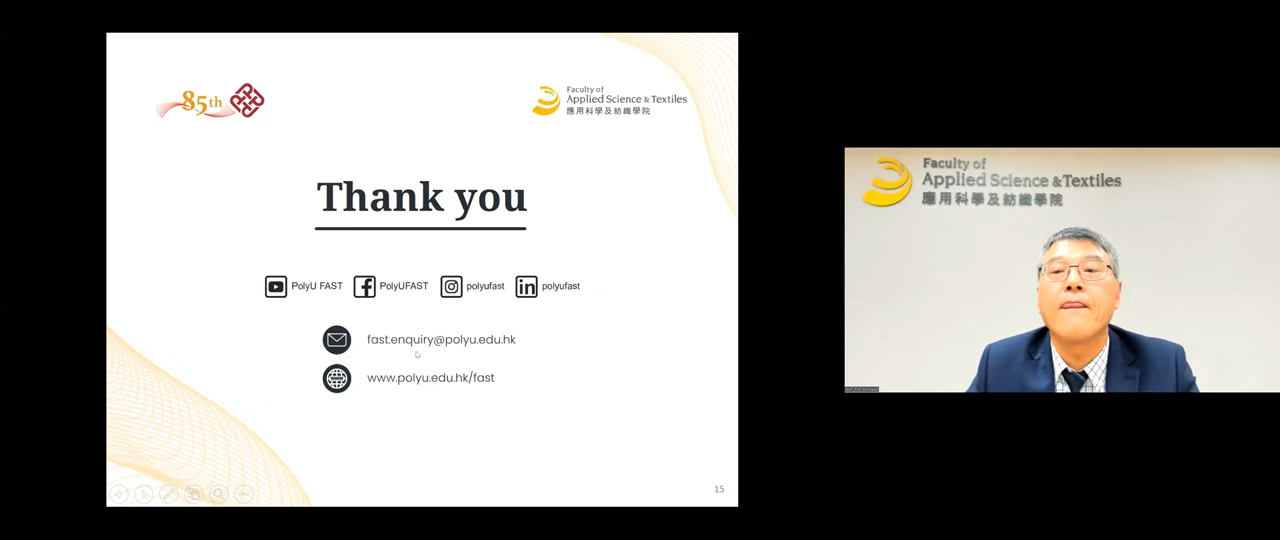 85th
Faculty of
Applied Science & Textiles
應用科學及紡織學院
Thank you
PolyU FAST
PolyUFAST
polyufast
polyufast
fast.enquiry@polyu.edu.hk
www.polyu.edu.hk/fast
15
Faculty of
Applied Science & Textiles
應用科學及紡織學院